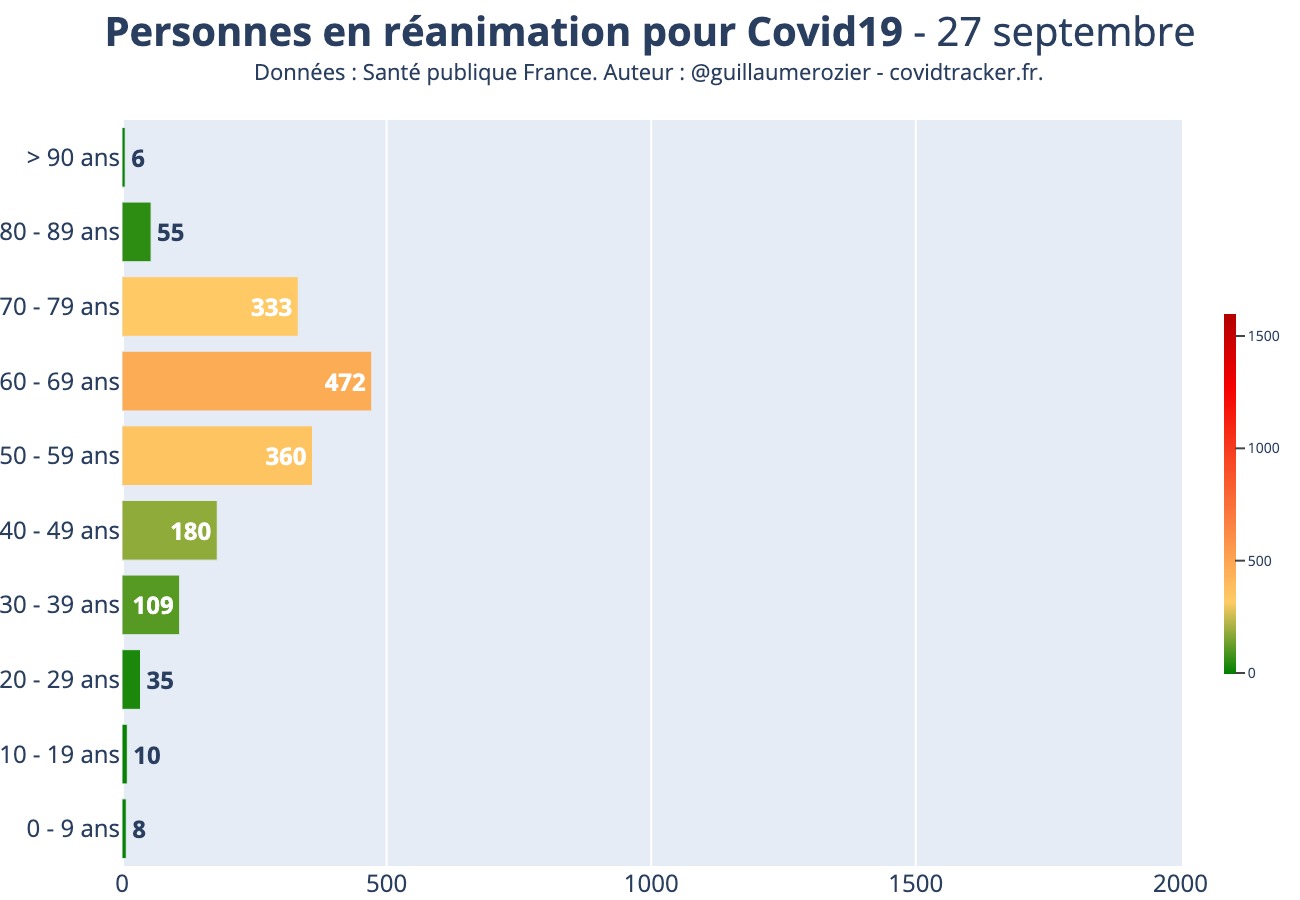 Personnes en réanimation pour Covid19 - 27 septembre
Données : Santé publique France. Auteur : @guillaumerozier - covidtracker.fr.
> 90 ans 6
80 - 89 ans 55
70 - 79 ans 333
60 - 69 ans 472
50 - 59 ans 360
40 - 49 ans 180
30 - 39 ans 109
20 - 29 ans 35
10 - 19 ans 10
0 - 9 ans 8
0 500 1000 1500 2000
1500
1000
500
0